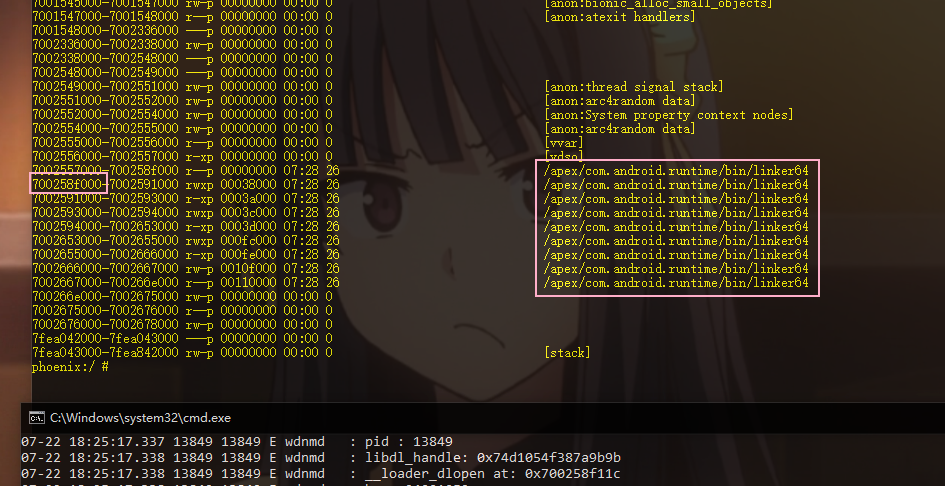 7001545000-7001547000 rw-p 00000000 00:00 0 [anon:bionic_alloc_small_objects]
7001547000-7001548000 r--p 00000000 00:00 0 [anon:atexit handlers]
7001548000-7002336000 ---p 00000000 00:00 0
7002336000-7002338000 rw-p 00000000 00:00 0
7002338000-7002548000 ---p 00000000 00:00 0
7002548000-7002549000 ---p 00000000 00:00 0
7002549000-7002551000 rw-p 00000000 00:00 0 [anon:thread signal stack]
7002551000-7002552000 rw-p 00000000 00:00 0 [anon:arc4random data]
7002552000-7002554000 r--p 00000000 00:00 0 [anon:System property context nodes]
7002554000-7002555000 rw-p 00000000 00:00 0 [anon:arc4random data]
7002555000-7002556000 r--p 00000000 00:00 0 [vvar]
7002556000-7002557000 r-xp 00000000 00:00 0 [vdso]
7002557000-700258f000 r--p 00000000 07:28 26 /apex/com.android.runtime/bin/linker64
700258f000-7002591000 rwxp 00038000 07:28 26 /apex/com.android.runtime/bin/linker64
7002591000-7002593000 r-xp 0003a000 07:28 26 /apex/com.android.runtime/bin/linker64
7002593000-7002594000 rwxp 0003c000 07:28 26 /apex/com.android.runtime/bin/linker64
7002594000-7002653000 r-xp 0003d000 07:28 26 /apex/com.android.runtime/bin/linker64
7002653000-7002655000 rwxp 000fc000 07:28 26 /apex/com.android.runtime/bin/linker64
7002655000-7002666000 r-xp 000fe000 07:28 26 /apex/com.android.runtime/bin/linker64
7002666000-7002667000 rw-p 0010f000 07:28 26 /apex/com.android.runtime/bin/linker64
7002667000-700266e000 r--p 00110000 07:28 26 /apex/com.android.runtime/bin/linker64
700266e000-7002675000 rw-p 00000000 00:00 0
7002675000-7002676000 r--p 00000000 00:00 0
7002676000-7002678000 rw-p 00000000 00:00 0
7fea042000-7fea043000 ---p 00000000 00:00 0
7fea043000-7fea842000 rw-p 00000000 00:00 0 [stack]
phoenix:/ #
C:\Windows\system32\cmd.exe
07-22 18:25:17.337 13849 13849 E wdnmd : pid : 13849
07-22 18:25:17.338 13849 13849 E wdnmd : libdl_handle: 0x74d1054f387a9b9b
07-22 18:25:17.338 13849 13849 E wdnmd : __loader_dlopen at: 0x700258f11c